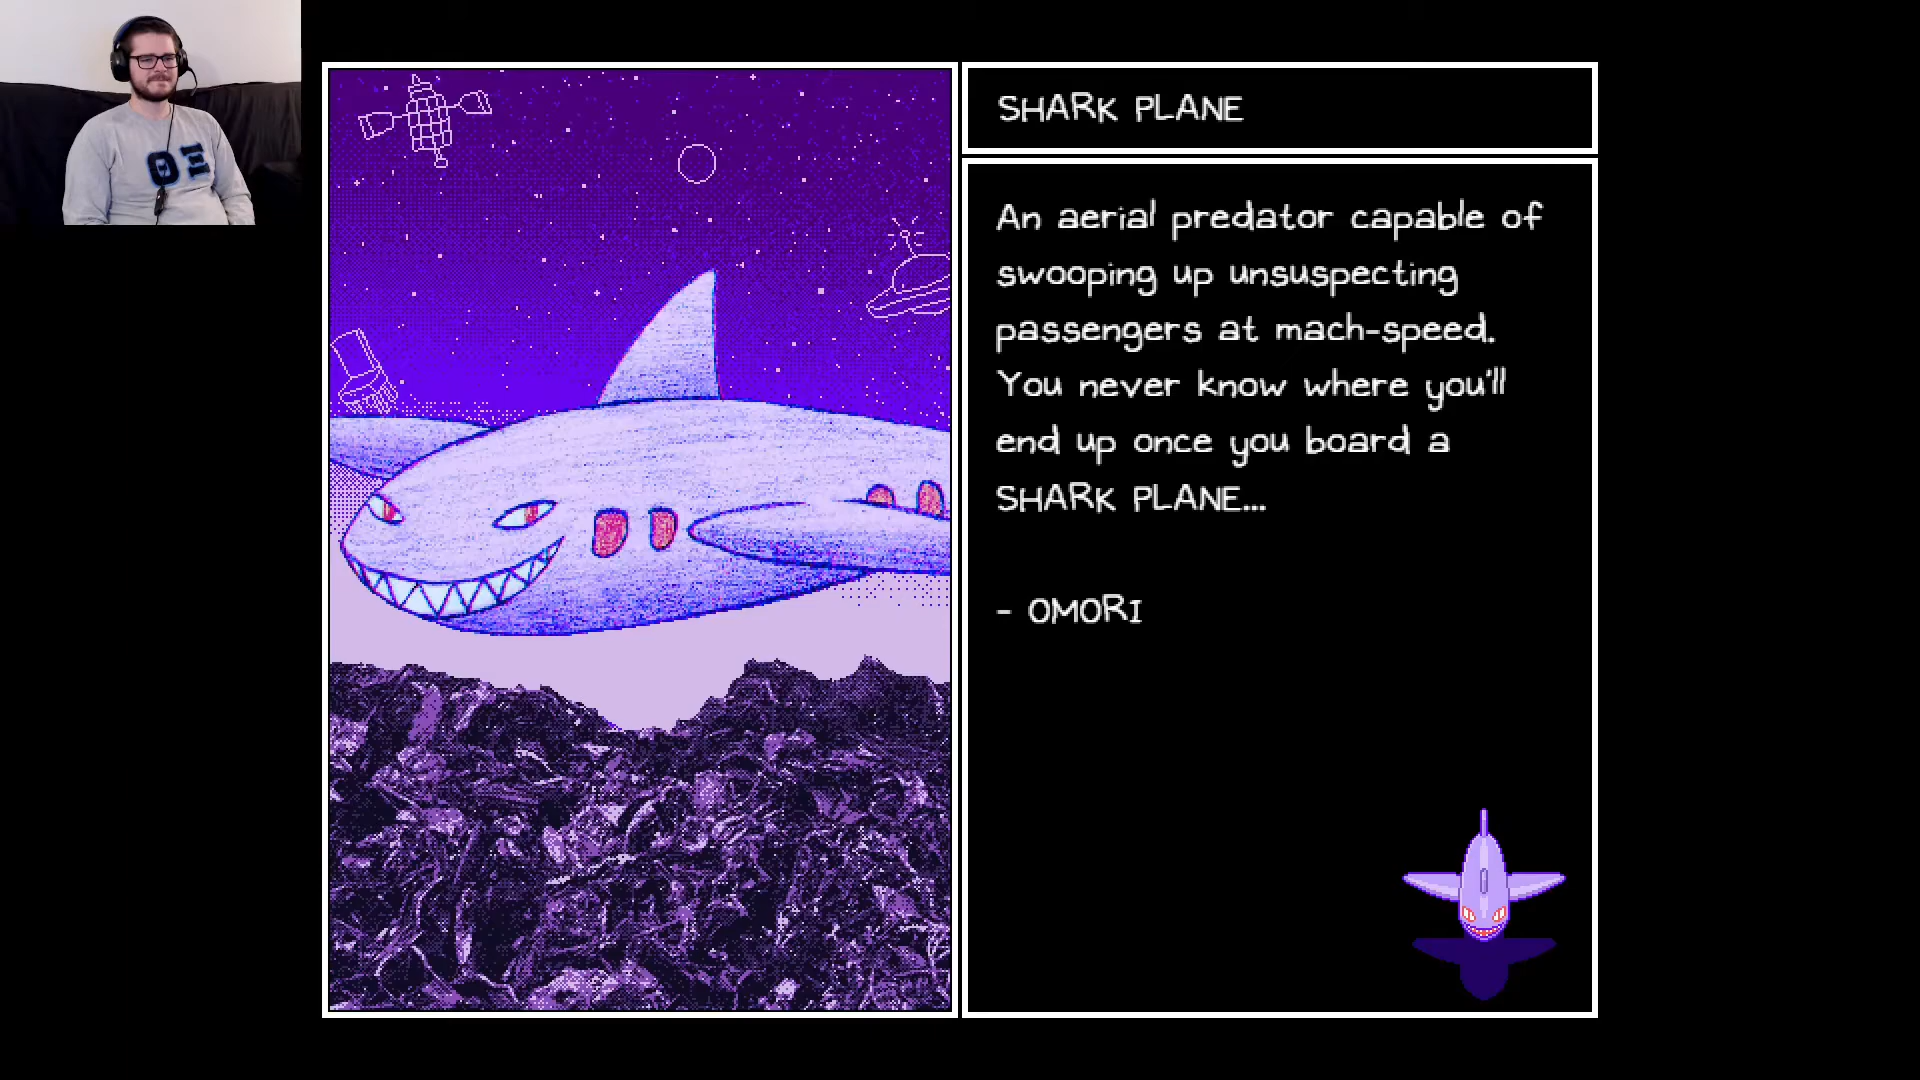 ΘΞ
SHARK PLANE
An aerial predator capable of
swooping up unsuspecting
passengers at mach-speed.
You never know where you'll
end up once you board a
SHARK PLANE...
- OMORI